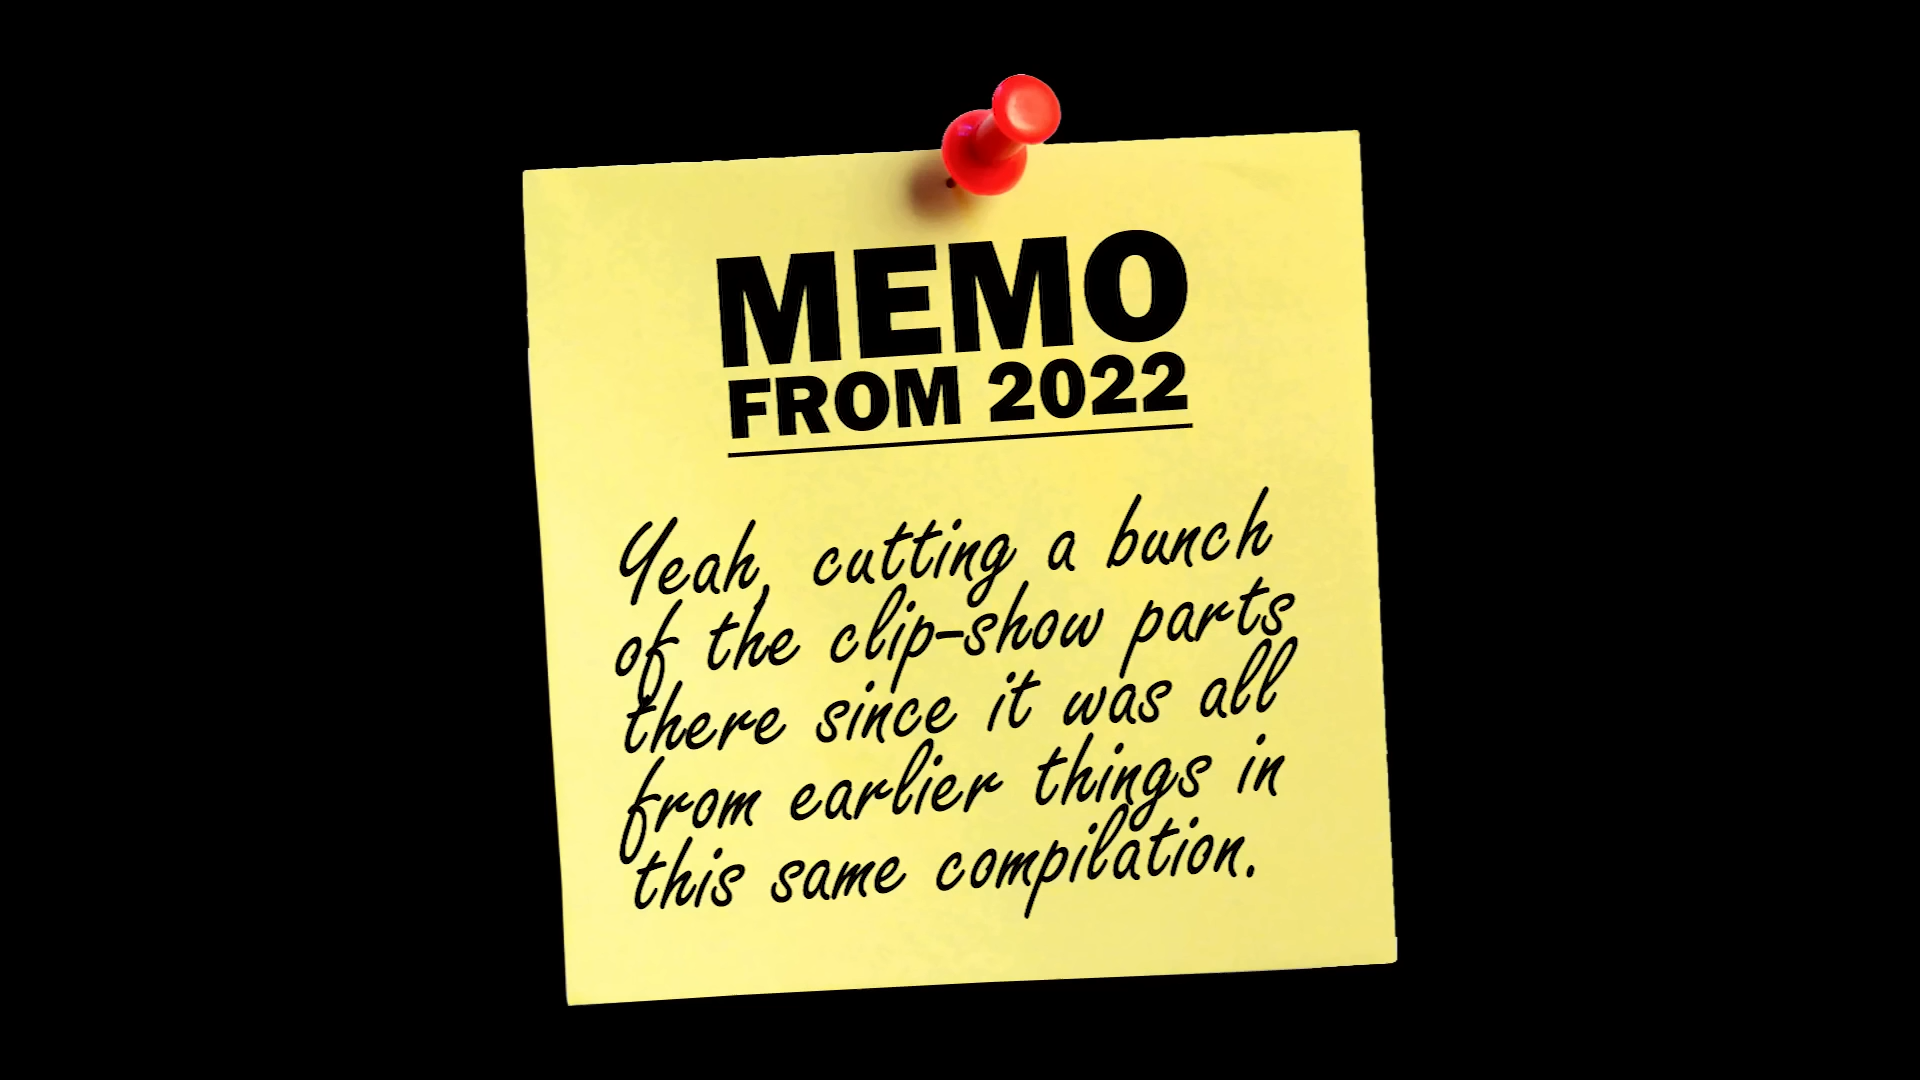 MEMO
FROM 2022
Yeah, cutting a bunch
of the clip-show parts
there since it was all
from earlier things in
this same compilation.